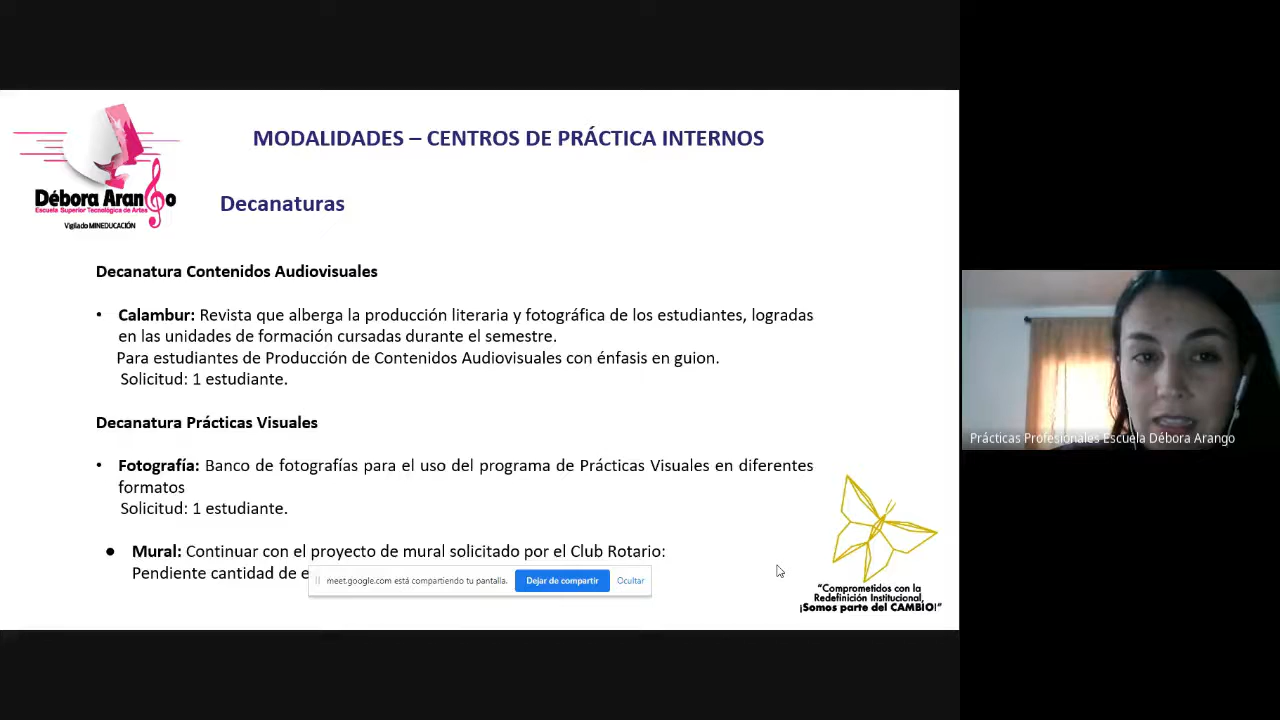 MODALIDADES – CENTROS DE PRÁCTICA INTERNOS
Débora Arango
Escuela Superior Tecnológica de Artes
Vigilado MINEDUCACIÓN
Decanaturas
Decanatura Contenidos Audiovisuales
• Calambur: Revista que alberga la producción literaria y fotográfica de los estudiantes, logradas
en las unidades de formación cursadas durante el semestre.
Para estudiantes de Producción de Contenidos Audiovisuales con énfasis en guion.
Solicitud: 1 estudiante.
Decanatura Prácticas Visuales
• Fotografía: Banco de fotografías para el uso del programa de Prácticas Visuales en diferentes
formatos
Solicitud: 1 estudiante.
● Mural: Continuar con el proyecto de mural solicitado por el Club Rotario:
Pendiente cantidad de e
meet.google.com está compartiendo tu pantalla.
Dejar de compartir
Ocultar
“Comprometidos con la
Redefinición Institucional,
¡Somos parte del CAMBIO!”
Prácticas Profesionales Escuela Débora Arango